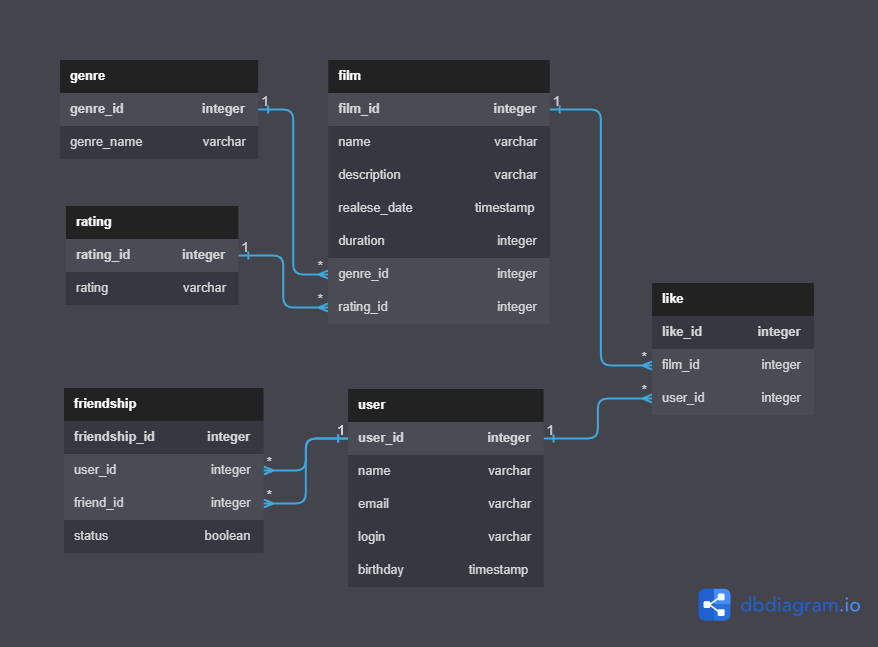 genre
genre_id integer
genre_name varchar
1
film
film_id integer
name varchar
description varchar
realese_date timestamp
duration integer
genre_id integer
rating_id integer
1
*
*
rating
rating_id integer
rating varchar
1
like
like_id integer
film_id integer
user_id integer
*
*
friendship
friendship_id integer
user_id integer
friend_id integer
status boolean
*
*
user
user_id integer
name varchar
email varchar
login varchar
birthday timestamp
1
1
dbdiagram.io